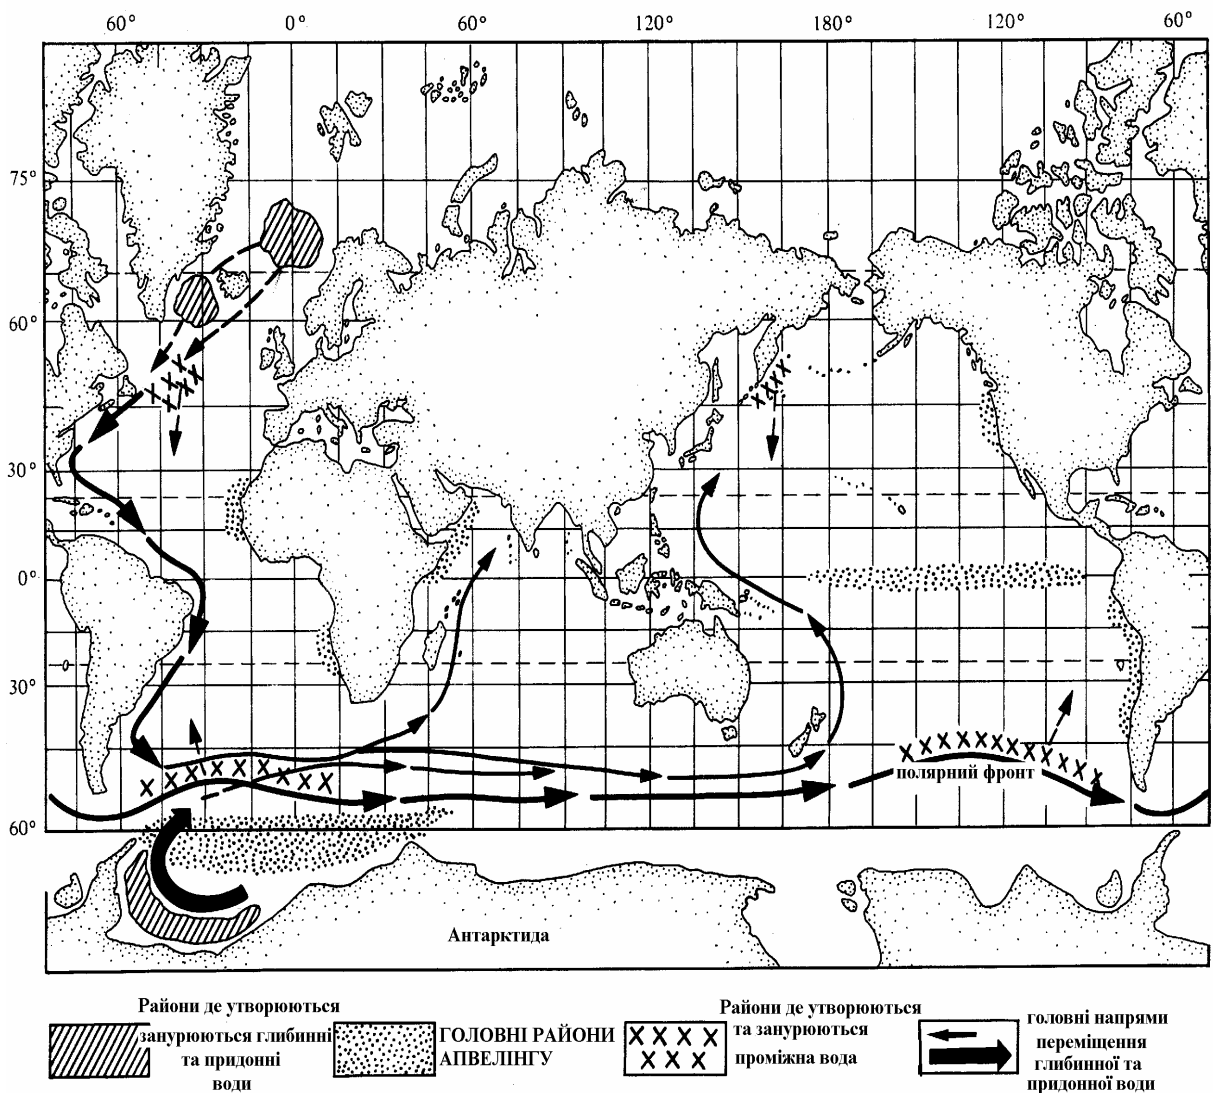 60° 0° 60° 120° 180° 120° 60°
75°
60°
30°
0°
30°
полярний фронт
60°
Антарктида
Райони де утворюються
занурюються глибинні
та придонні
води
ГОЛОВНІ РАЙОНИ
АПВЕЛІНГУ
Райони де утворюються
та занурюються
проміжна вода
головні напрями
переміщення
глибинної та
придонної води